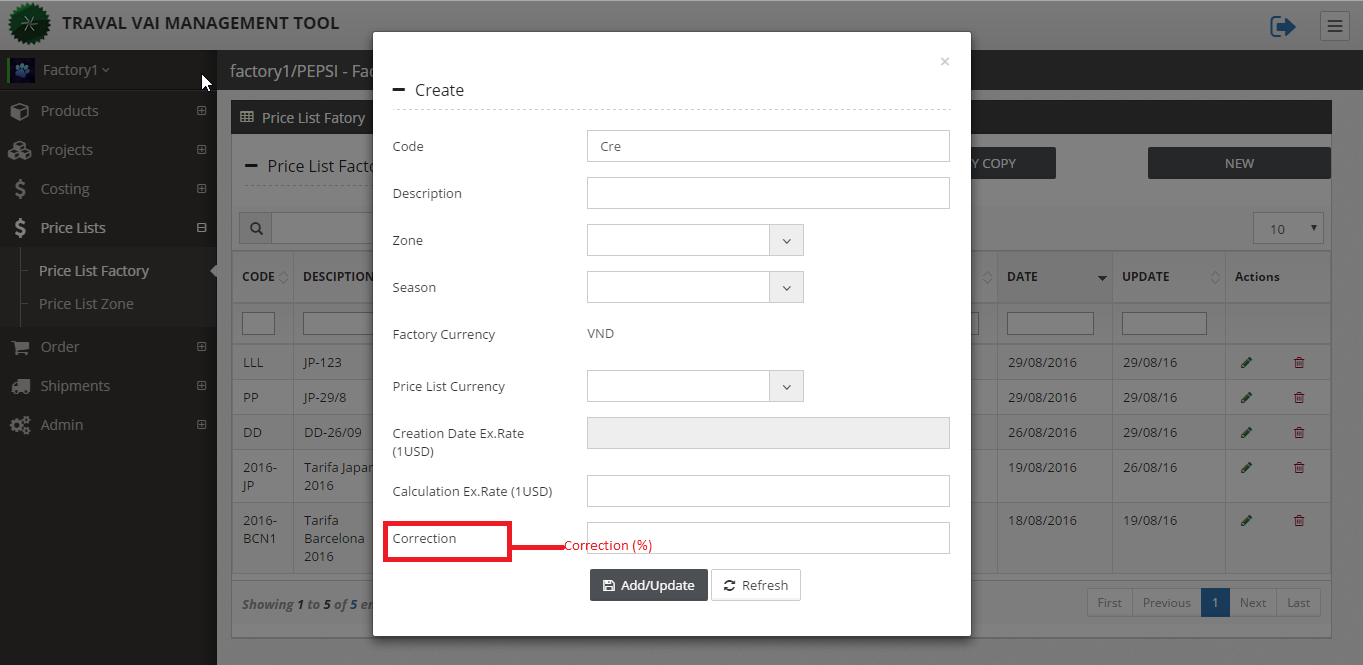 TRAVAL VAI MANAGEMENT TOOL
Factory1
factory1/PEPSI - Fac
Products
Projects
Costing
Price Lists
Price List Factory
Price List Zone
Order
Shipments
Admin
Price List Fatory
Price List Facto
Y COPY
NEW
10
CODE
DESCIPTION
DATE
UPDATE
Actions
LLL
JP-123
29/08/2016
29/08/16
PP
JP-29/8
29/08/2016
29/08/16
DD
DD-26/09
26/08/2016
29/08/16
2016-
JP
Tarifa Japan
2016
19/08/2016
26/08/16
2016-
BCN1
Tarifa
Barcelona
2016
18/08/2016
19/08/16
Showing 1 to 5 of 5 en
First
Previous
1
Next
Last
×
Create
Code
Cre
Description
Zone
Season
Factory Currency
VND
Price List Currency
Creation Date Ex.Rate
(1USD)
Calculation Ex.Rate (1USD)
Correction
Correction (%)
Add/Update
Refresh